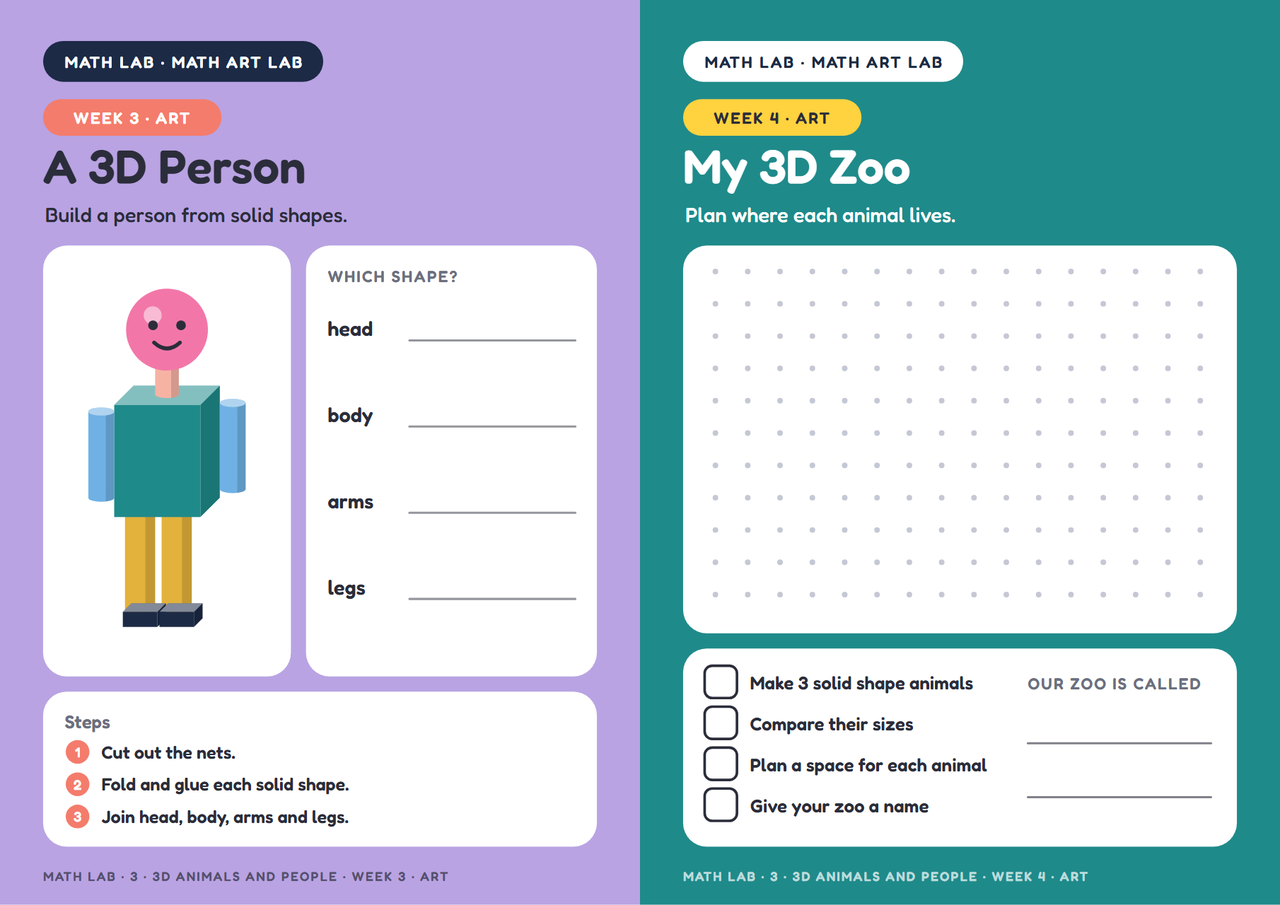 MATH LAB · MATH ART LAB
WEEK 3 · ART
A 3D Person
Build a person from solid shapes.
WHICH SHAPE?
head
body
arms
legs
Steps
1 Cut out the nets.
2 Fold and glue each solid shape.
3 Join head, body, arms and legs.
MATH LAB · 3 · 3D ANIMALS AND PEOPLE · WEEK 3 · ART
MATH LAB · MATH ART LAB
WEEK 4 · ART
My 3D Zoo
Plan where each animal lives.
Make 3 solid shape animals
Compare their sizes
Plan a space for each animal
Give your zoo a name
OUR ZOO IS CALLED
MATH LAB · 3 · 3D ANIMALS AND PEOPLE · WEEK 4 · ART